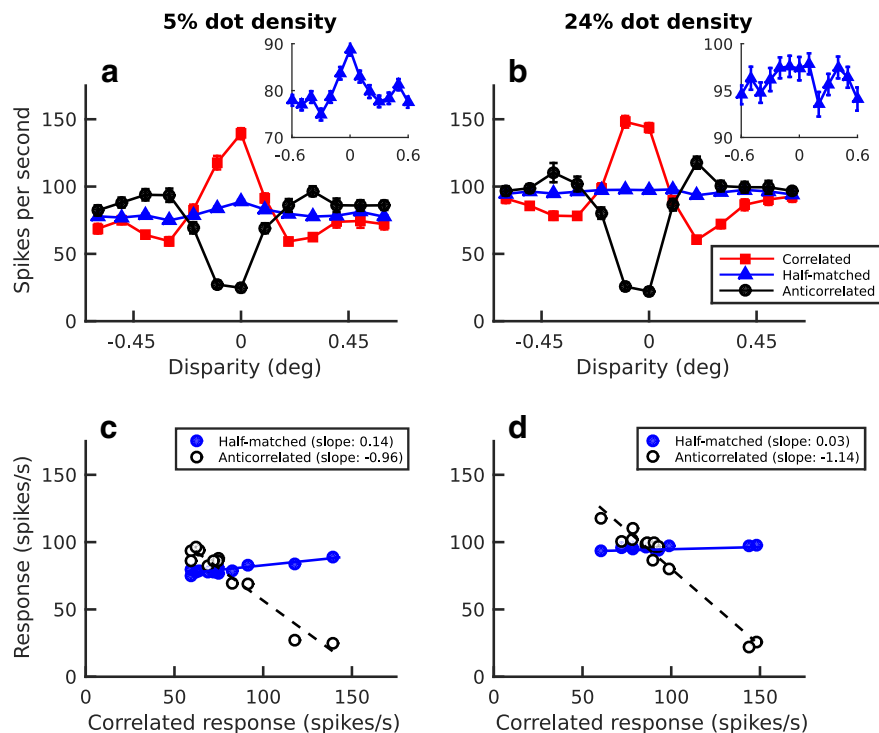 5% dot density
24% dot density
a
90
80
70
-0.6
0
0.6
b
100
95
90
-0.6
0
0.6
Spikes per second
150
100
50
0
-0.45
0
0.45
Disparity (deg)
150
100
50
0
-0.45
0
0.45
Disparity (deg)
Correlated
Half-matched
Anticorrelated
c
Half-matched (slope: 0.14)
Anticorrelated (slope: -0.96)
d
Half-matched (slope: 0.03)
Anticorrelated (slope: -1.14)
Response (spikes/s)
150
100
50
0
0
50
100
150
Correlated response (spikes/s)
150
100
50
0
0
50
100
150
Correlated response (spikes/s)